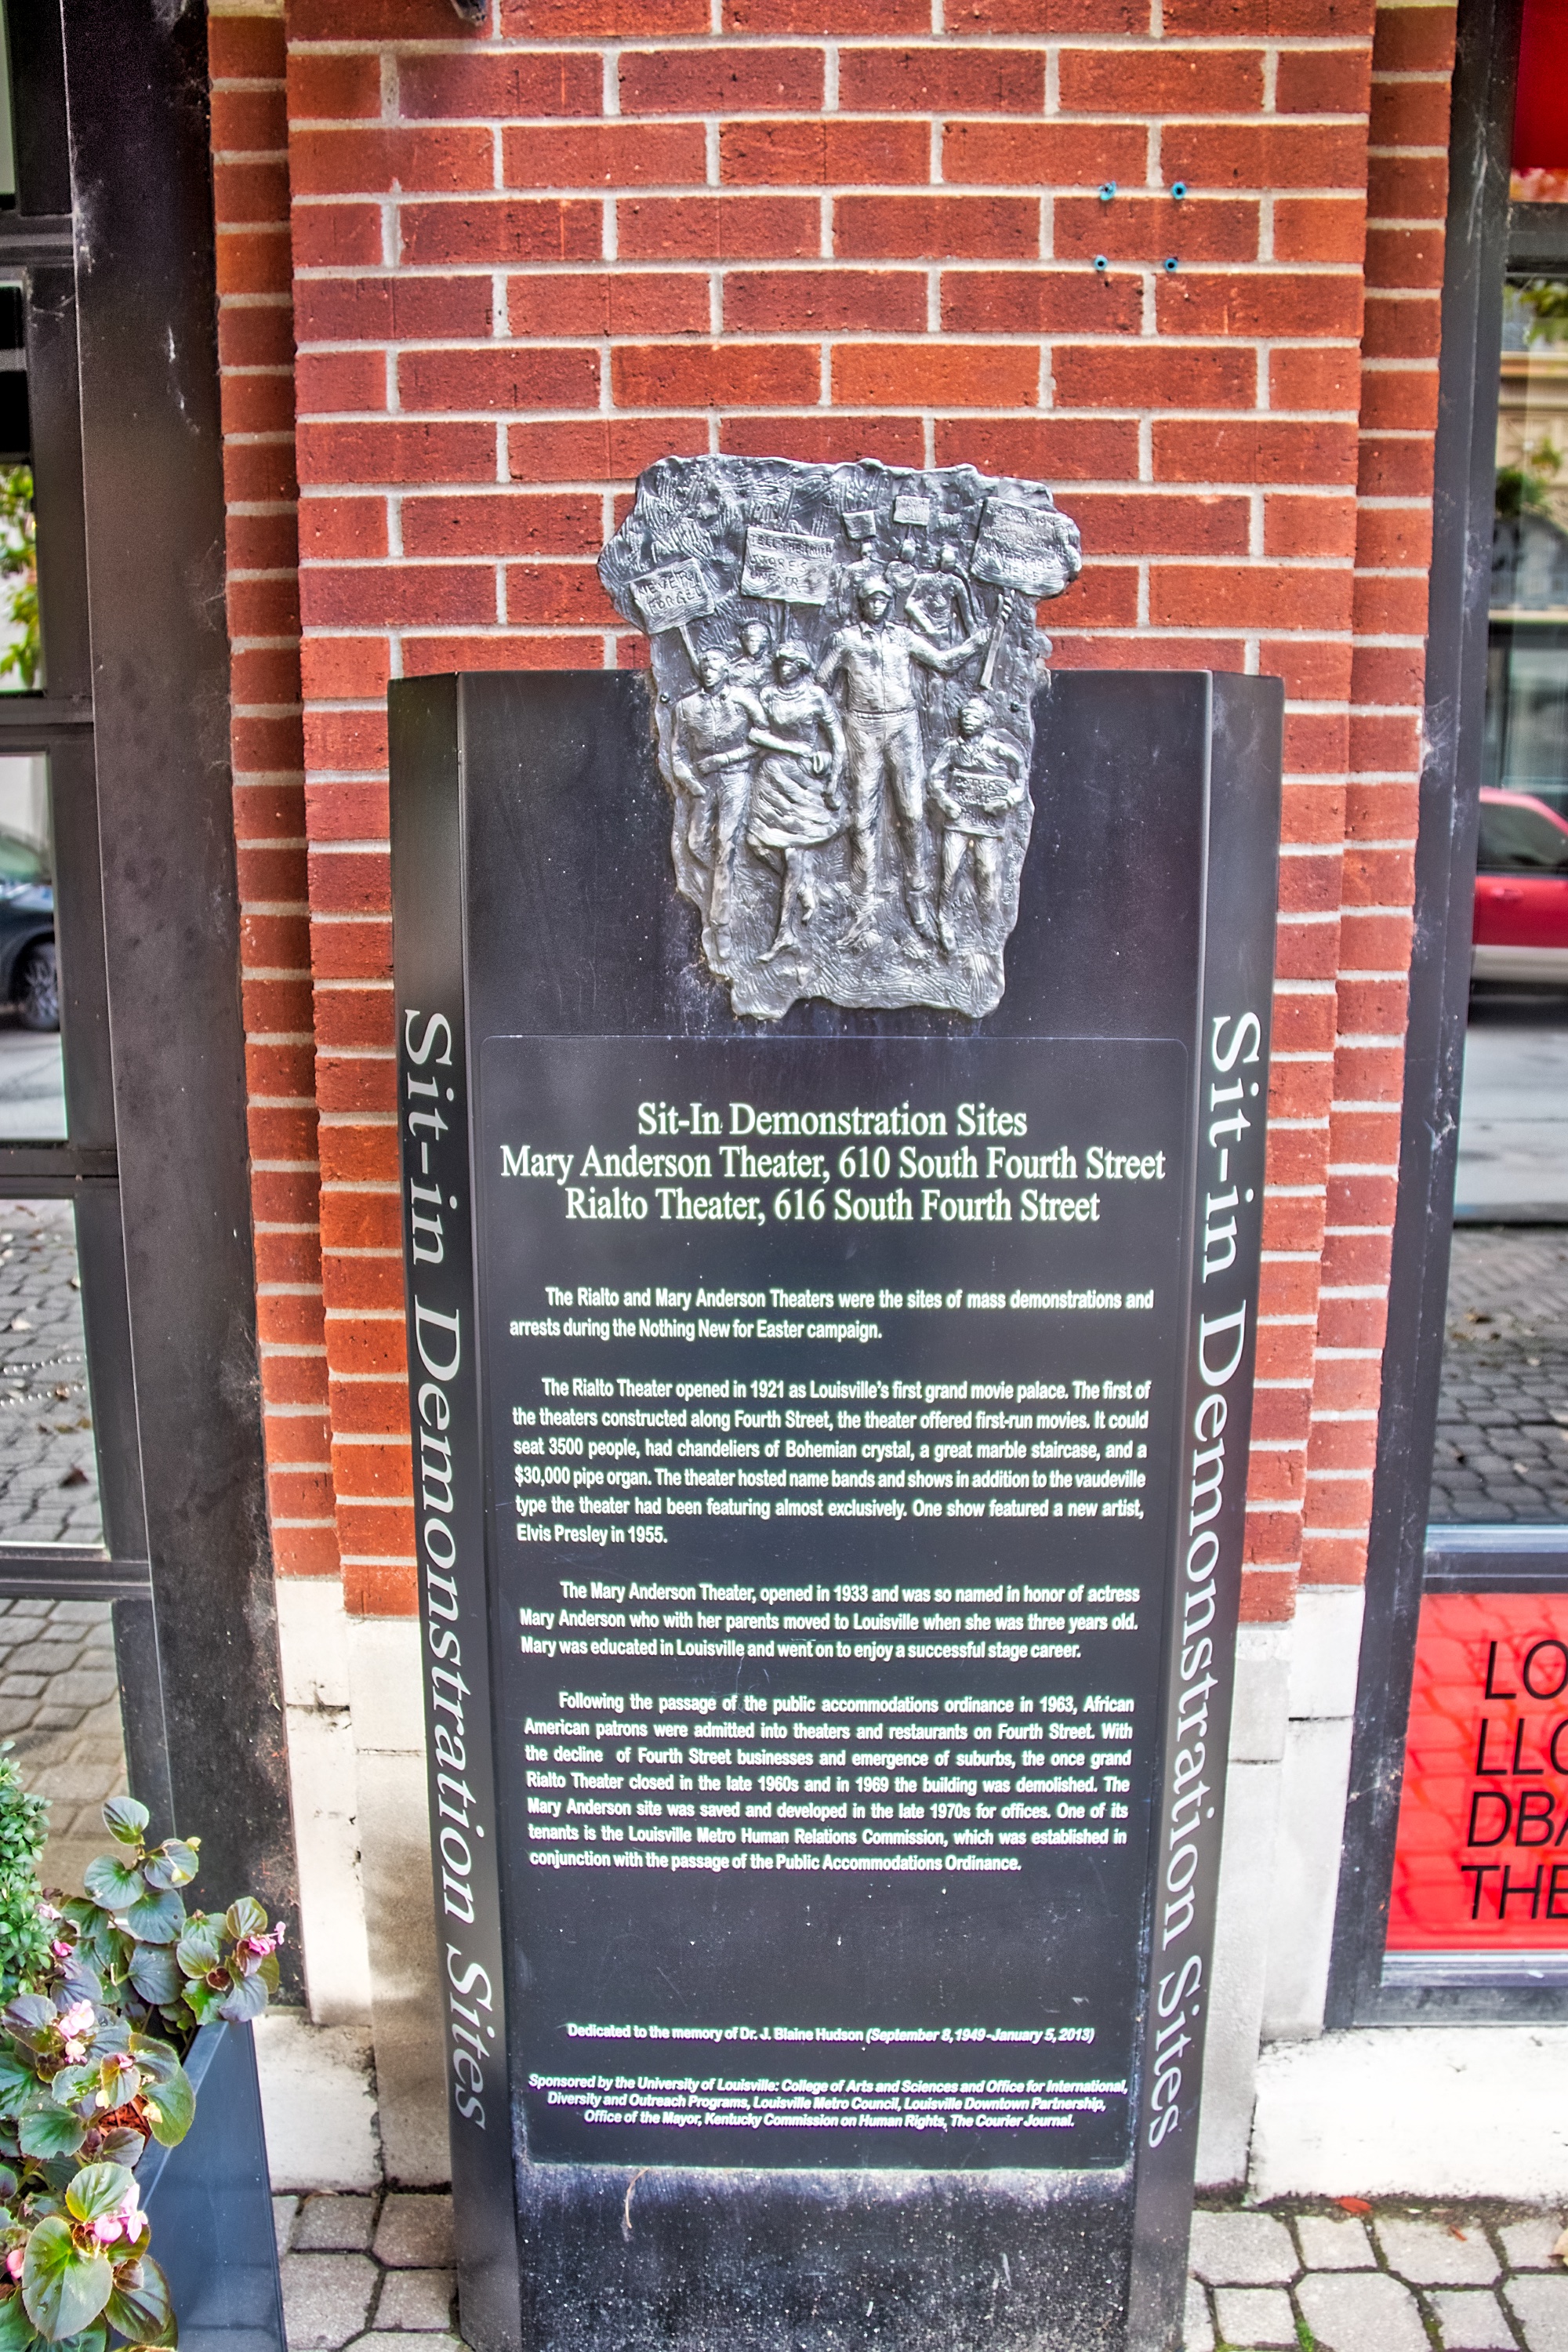 NEVER
FORGET
STORES
Sit-in Demonstration Sites
Sit-In Demonstration Sites
Mary Anderson Theater, 610 South Fourth Street
Rialto Theater, 616 South Fourth Street
The Rialto and Mary Anderson Theaters were the sites of mass demonstrations and
arrests during the Nothing New for Easter campaign.
The Rialto Theater opened in 1921 as Louisville's first grand movie palace. The first of
the theaters constructed along Fourth Street, the theater offered first-run movies. It could
seat 3500 people, had chandeliers of Bohemian crystal, a great marble staircase, and a
$30,000 pipe organ. The theater hosted name bands and shows in addition to the vaudeville
type the theater had been featuring almost exclusively. One show featured a new artist,
Elvis Presley in 1955.
The Mary Anderson Theater, opened in 1933 and was so named in honor of actress
Mary Anderson who with her parents moved to Louisville when she was three years old.
Mary was educated in Louisville and went on to enjoy a successful stage career.
Following the passage of the public accommodations ordinance in 1963, African
American patrons were admitted into theaters and restaurants on Fourth Street. With
the decline of Fourth Street businesses and emergence of suburbs, the once grand
Rialto Theater closed in the late 1960s and in 1969 the building was demolished. The
Mary Anderson site was saved and developed in the late 1970s for offices. One of its
tenants is the Louisville Metro Human Relations Commission, which was established in
conjunction with the passage of the Public Accommodations Ordinance.
Dedicated to the memory of Dr. J. Blaine Hudson (September 8, 1949-January 5, 2013)
Sponsored by the University of Louisville: College of Arts and Sciences and Office for International,
Diversity and Outreach Programs, Louisville Metro Council, Louisville Downtown Partnership,
Office of the Mayor, Kentucky Commission on Human Rights, The Courier Journal.
Sit-in Demonstration Sites
LO
LLC
DBA
THE